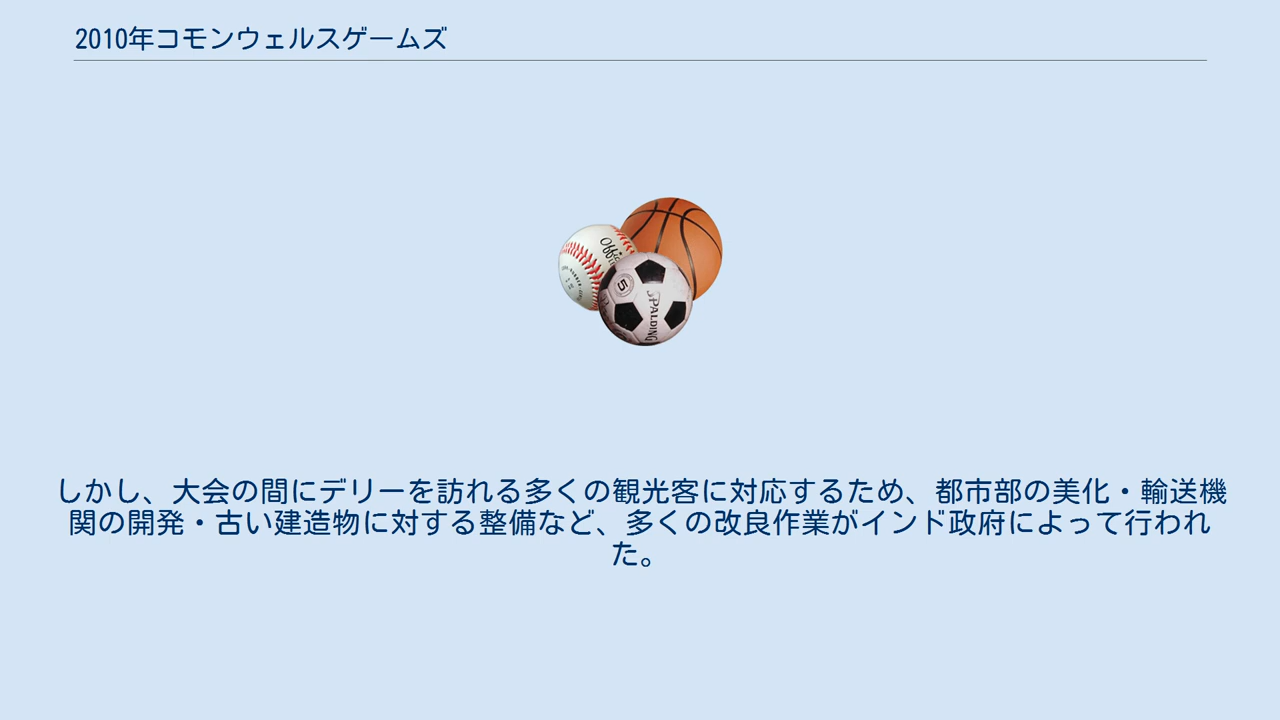 2010年コモンウェルスゲームズ
Offici
5
SPALDING
しかし、大会の間にデリーを訪れる多くの観光客に対応するため、都市部の美化・輸送機
関の開発・古い建造物に対する整備など、多くの改良作業がインド政府によって行われ
た。